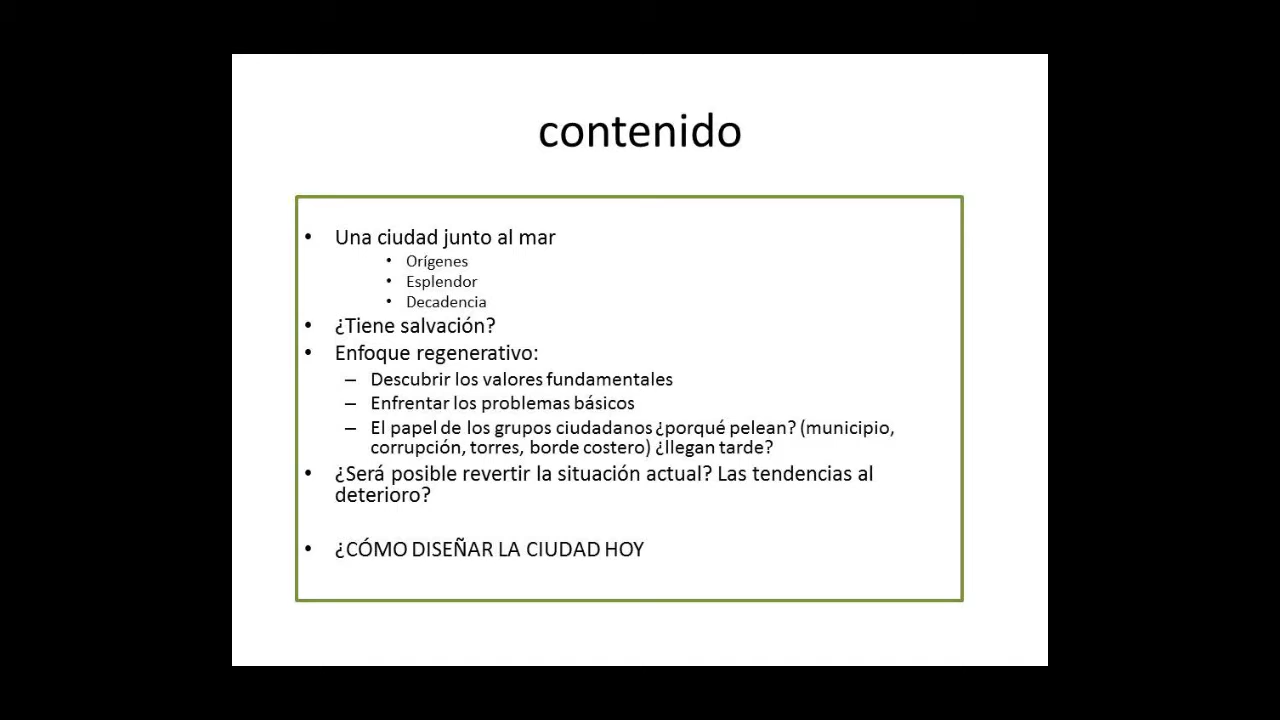 contenido
• Una ciudad junto al mar
• Orígenes
• Esplendor
• Decadencia
• ¿Tiene salvación?
• Enfoque regenerativo:
– Descubrir los valores fundamentales
– Enfrentar los problemas básicos
– El papel de los grupos ciudadanos ¿porqué pelean? (municipio,
corrupción, torres, borde costero) ¿llegan tarde?
• ¿Será posible revertir la situación actual? Las tendencias al
deterioro?
• ¿CÓMO DISEÑAR LA CIUDAD HOY